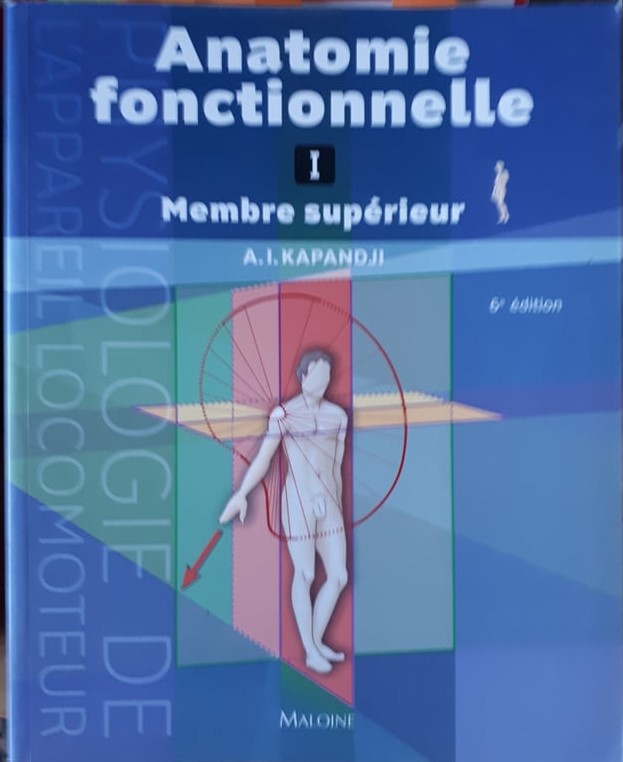 Anatomie
fonctionnelle
I
Membre supérieur
A. I. KAPANDJI
6e édition
PHYSIOLOGIE DE
L'APPAREIL LOCOMOTEUR
MALOINE